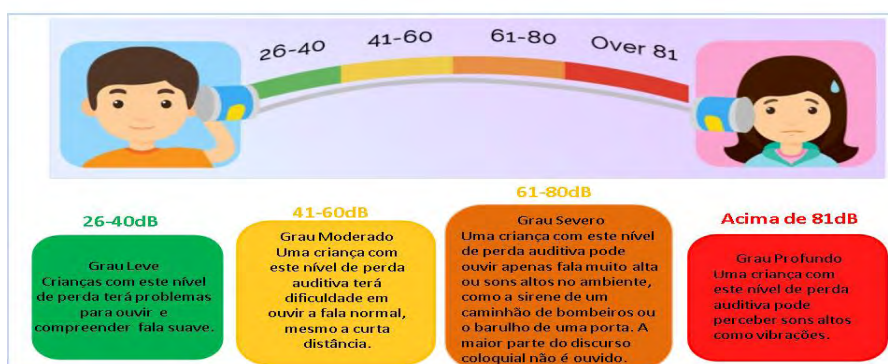 26-40
41-60
61-80
Over 81
26-40dB
Grau Leve
Crianças com este nível
de perda terá problemas
para ouvir e
compreender fala suave.
41-60dB
Grau Moderado
Uma criança com
este nível de perda
auditiva terá
dificuldade em
ouvir a fala normal,
mesmo a curta
distância.
61-80dB
Grau Severo
Uma criança com este nível
de perda auditiva pode
ouvir apenas fala muito alta
ou sons altos no ambiente,
como a sirene de um
caminhão de bombeiros ou
o barulho de uma porta. A
maior parte do discurso
coloquial não é ouvido.
Acima de 81dB
Grau Profundo
Uma criança com
este nível de perda
auditiva pode
perceber sons altos
como vibrações.